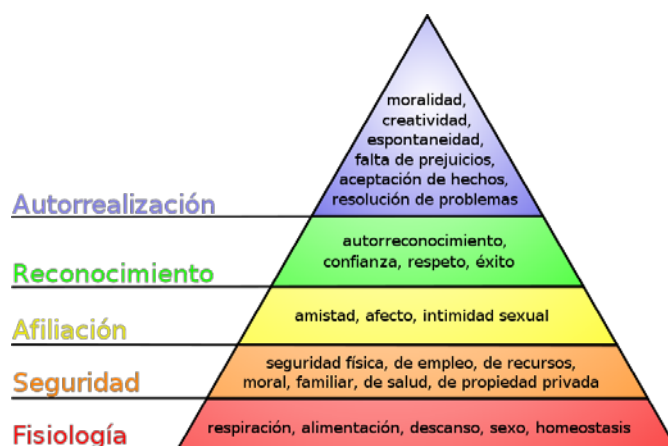 moralidad,
creatividad,
espontaneidad,
falta de prejuicios,
aceptación de hechos,
resolución de problemas
Autorrealización
autorreconocimiento,
confianza, respeto, éxito
Reconocimiento
amistad, afecto, intimidad sexual
Afiliación
seguridad física, de empleo, de recursos,
moral, familiar, de salud, de propiedad privada
Seguridad
respiración, alimentación, descanso, sexo, homeostasis
Fisiología